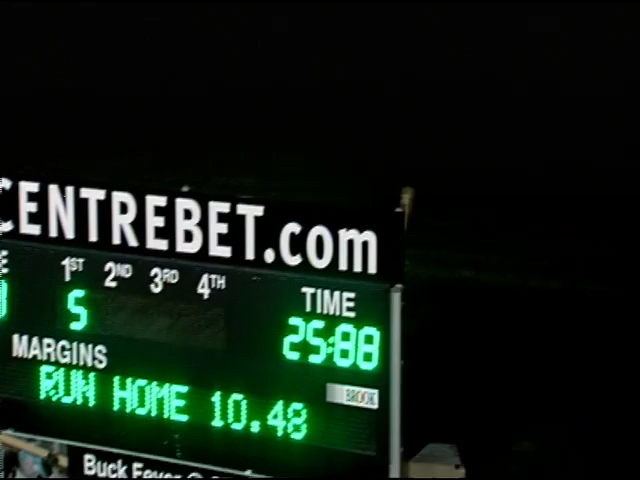 CENTREBET.com
1ST 2ND 3RD 4TH TIME
5 25:88
MARGINS
RUN HOME 10.48
BROOK
Buck Fever @